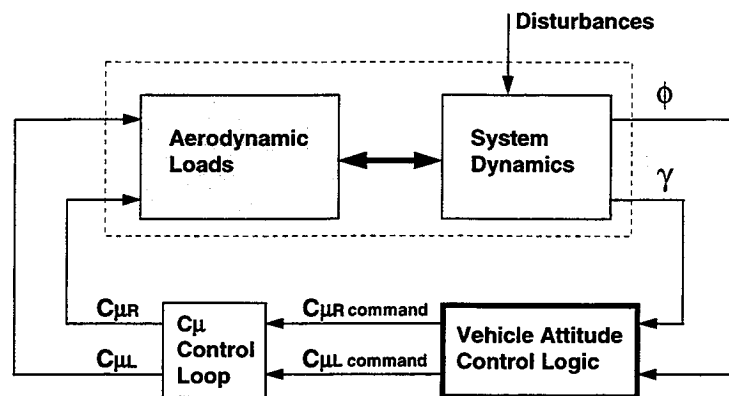 Disturbances
ϕ
Aerodynamic
Loads
System
Dynamics
γ
CμR
CμL
Cμ
Control
Loop
CμR command
CμL command
Vehicle Attitude
Control Logic